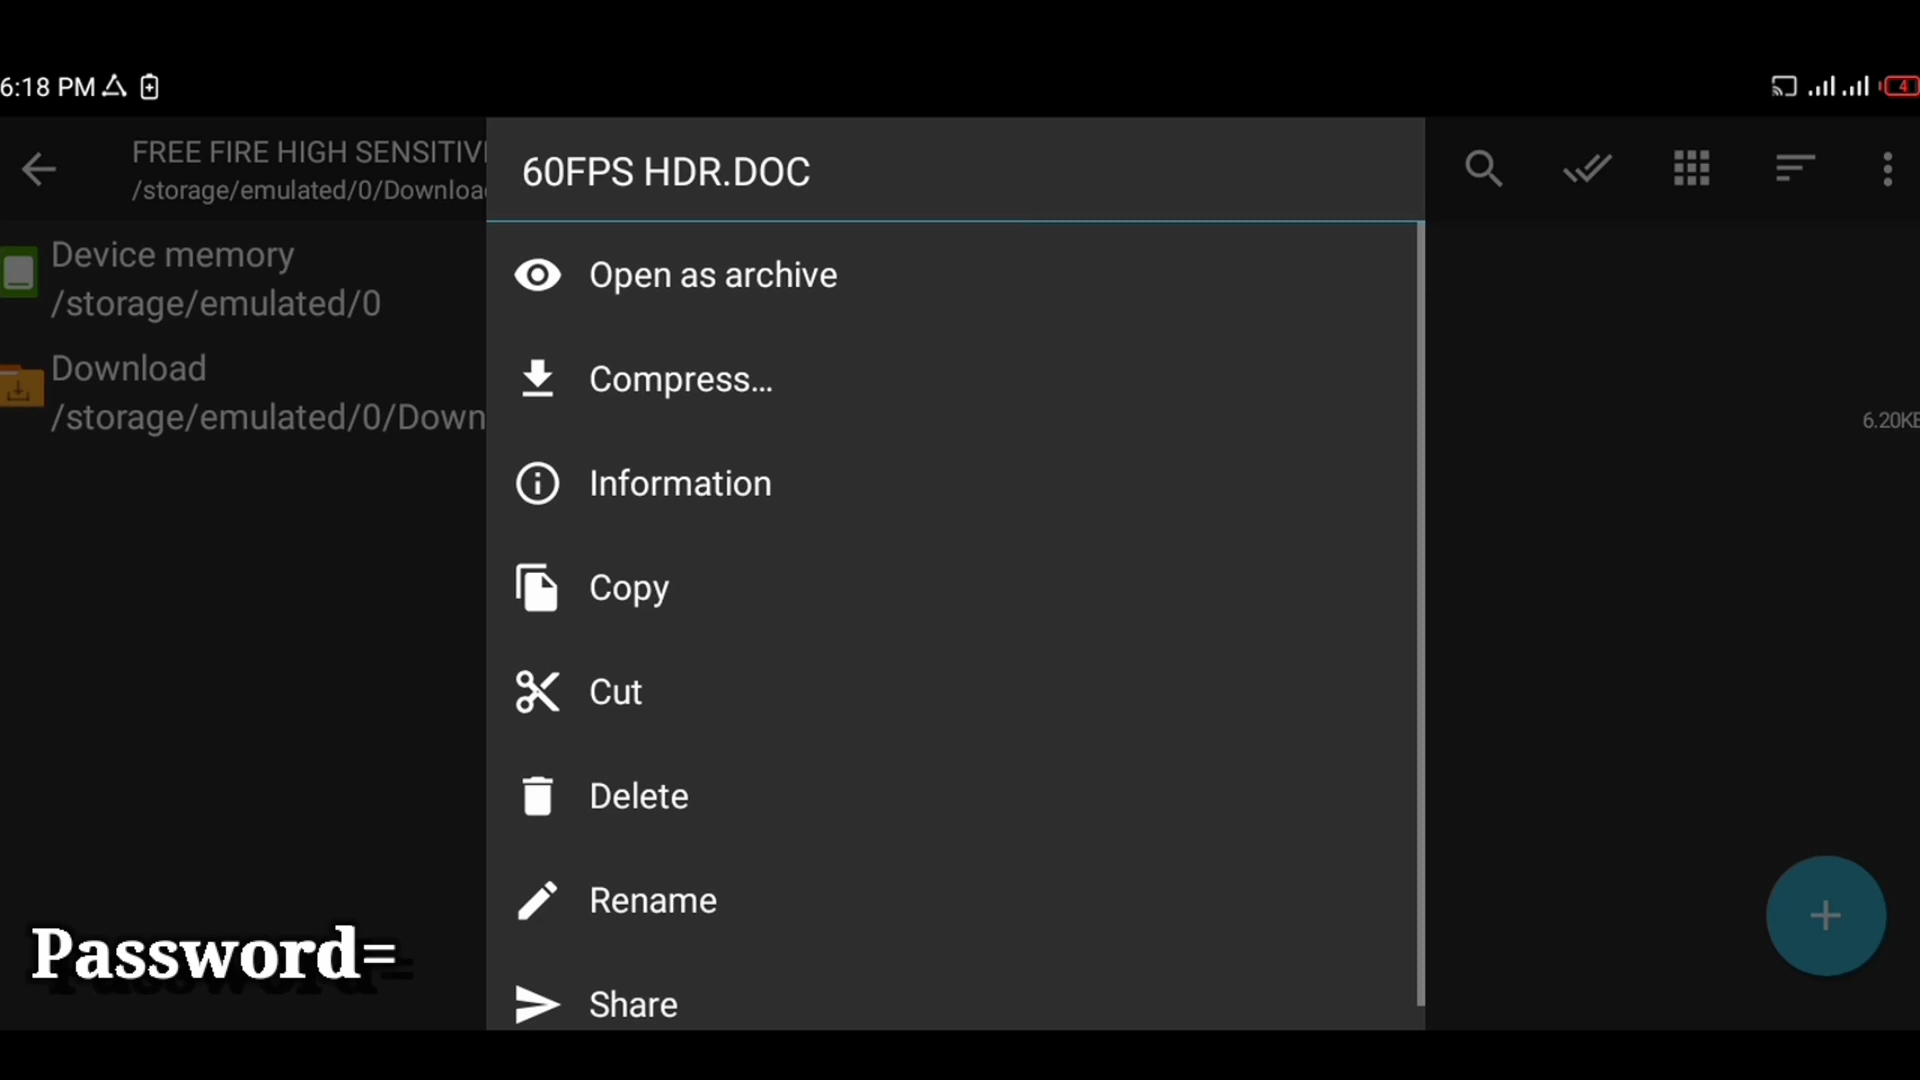 6:18 PM
4
FREE FIRE HIGH SENSITIV
/storage/emulated/0/Downloa
60FPS HDR.DOC
Device memory
/storage/emulated/0
Download
/storage/emulated/0/Down
6.20KB
Open as archive
Compress...
Information
Copy
Cut
Delete
Rename
Share
Password=